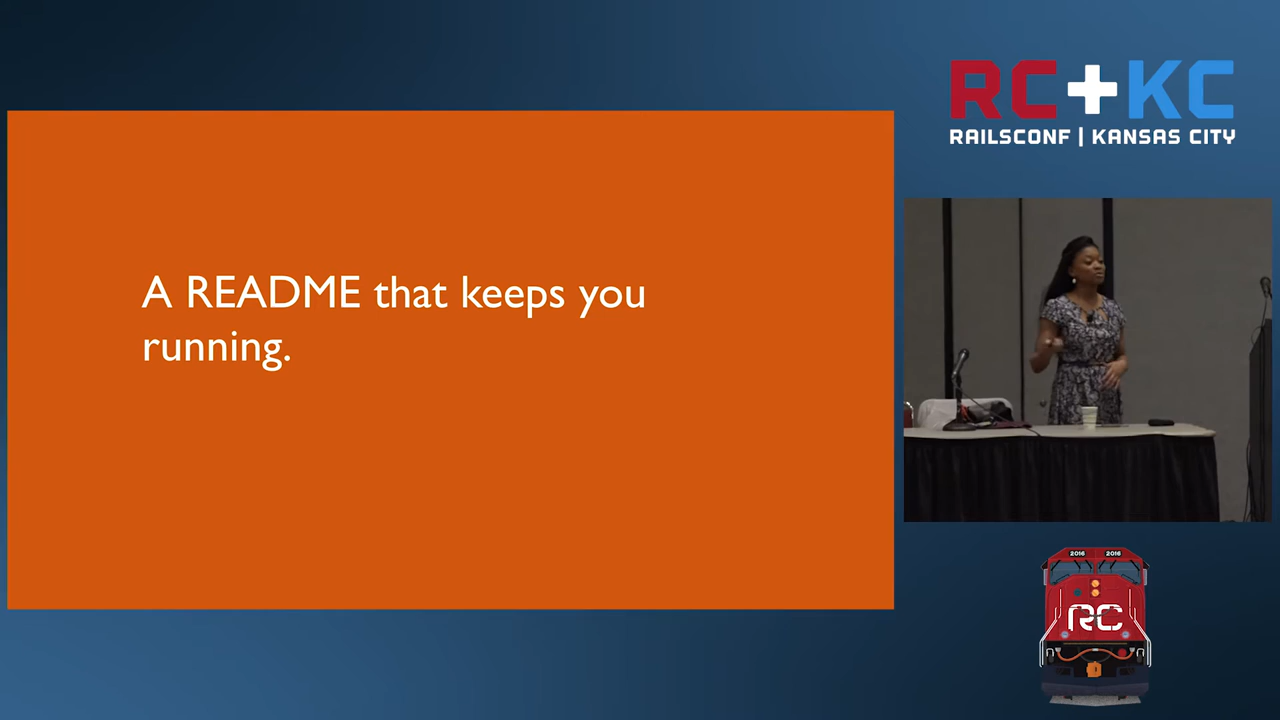 A README that keeps you
running.
RC+KC
RAILSCONF | KANSAS CITY
2016 2016
RC